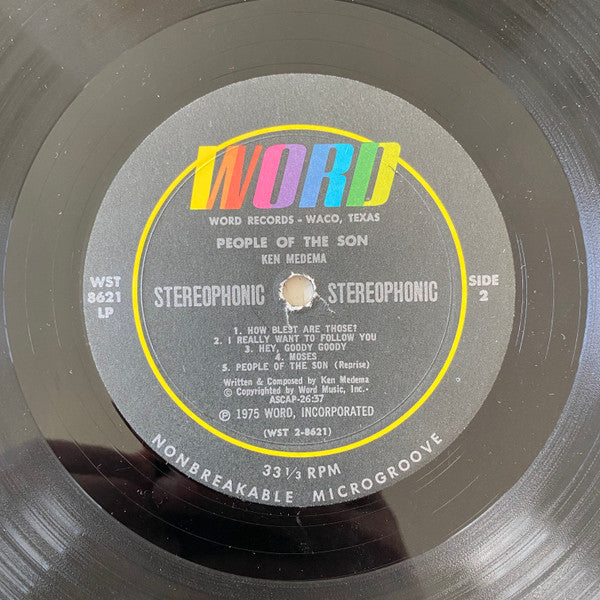 WORD
WORD RECORDS - WACO, TEXAS
PEOPLE OF THE SON
KEN MEDEMA
WST
8621
LP
STEREOPHONIC STEREOPHONIC
SIDE
2
1. HOW BLEST ARE THOSE?
2. I REALLY WANT TO FOLLOW YOU
3. HEY, GOODY GOODY
4. MOSES
5. PEOPLE OF THE SON (Reprise)
Written & Composed by Ken Medema
© Copyrighted by Word Music, Inc.-
ASCAP-26:37
℗ 1975 WORD, INCORPORATED
(WST 2-8621)
33 1/3 RPM
NONBREAKABLE MICROGROOVE